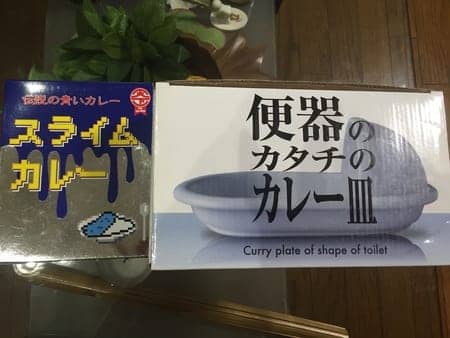 伝説の青いカレー
スライム
カレー
便器の
カタチの
カレー皿
Curry plate of shape of toilet